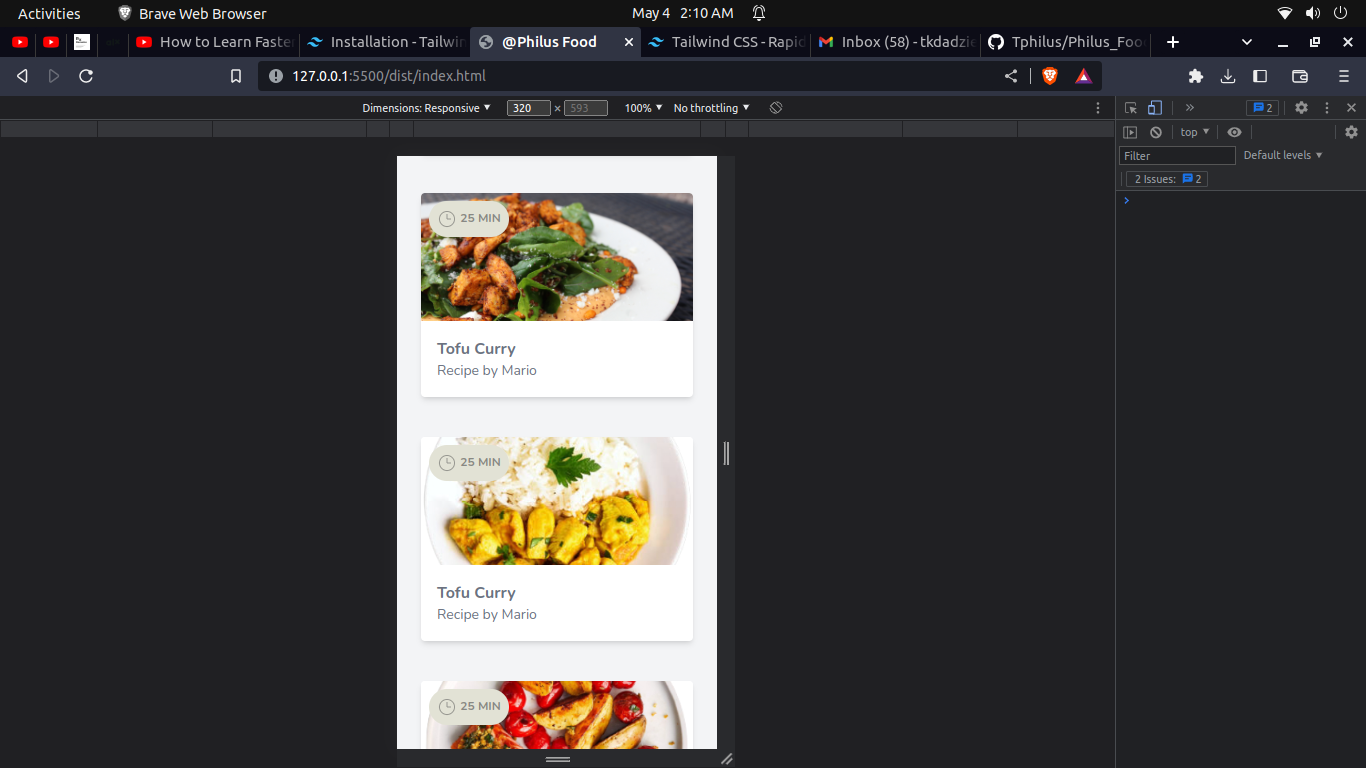 Activities Brave Web Browser May 4 2:10 AM
How to Learn Faste Installation - Tailwin @Philus Food Tailwind CSS - Rapid Inbox (58) - tkdadzie Tphilus/Philus_Foo
127.0.0.1:5500/dist/index.html
Dimensions: Responsive 320 × 593 100% No throttling 2
top
Filter Default levels
2 Issues: 2
25 MIN
Tofu Curry
Recipe by Mario
25 MIN
Tofu Curry
Recipe by Mario
25 MIN